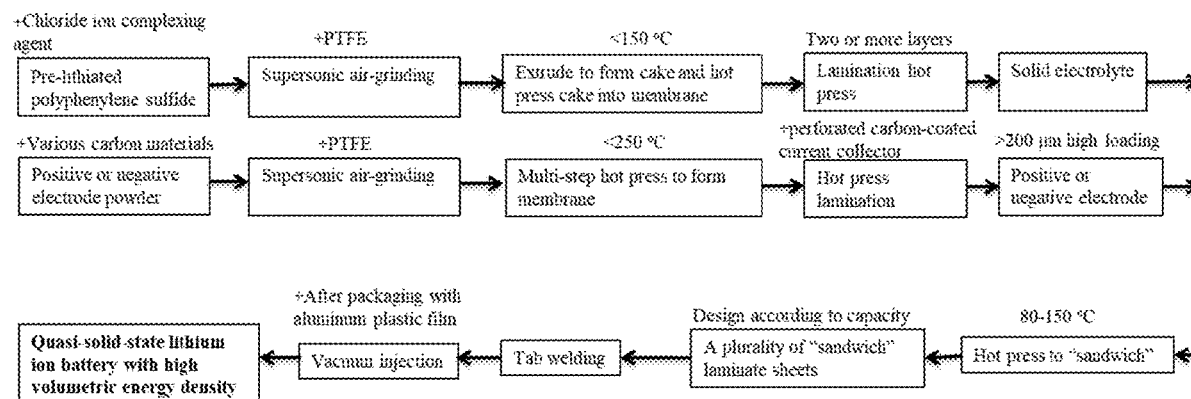 +Chloride ion complexing
agent
+PTFE
<150 °C
Two or more layers
Pre-lithiated
polyphenylene sulfide
Supersonic air-grinding
Extrude to form cake and hot
press cake into membrane
Lamination hot
press
Solid electrolyte
+Various carbon materials
+PTFE
<250 °C
+perforated carbon-coated
current collector
>200 μm high loading
Positive or negative
electrode powder
Supersonic air-grinding
Multi-step hot press to form
membrane
Hot press
lamination
Positive or
negative electrode
+After packaging with
aluminum plastic film
Design according to capacity
80-150 °C
Quasi-solid-state lithium
ion battery with high
volumetric energy density
Vacuum injection
Tab welding
A plurality of “sandwich”
laminate sheets
Hot press to “sandwich”